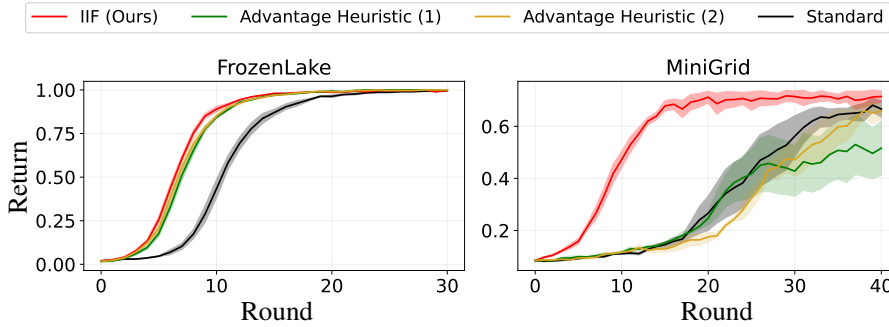 IIF (Ours) Advantage Heuristic (1) Advantage Heuristic (2) Standard
FrozenLake MiniGrid
Return
1.00
0.75
0.50
0.25
0.00
0 10 20 30
Round
0.6
0.4
0.2
0 10 20 30 40
Round